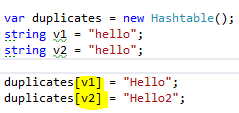 var duplicates = new Hashtable();
string v1 = "hello";
string v2 = "hello";
duplicates[v1] = "Hello";
duplicates[v2] = "Hello2";